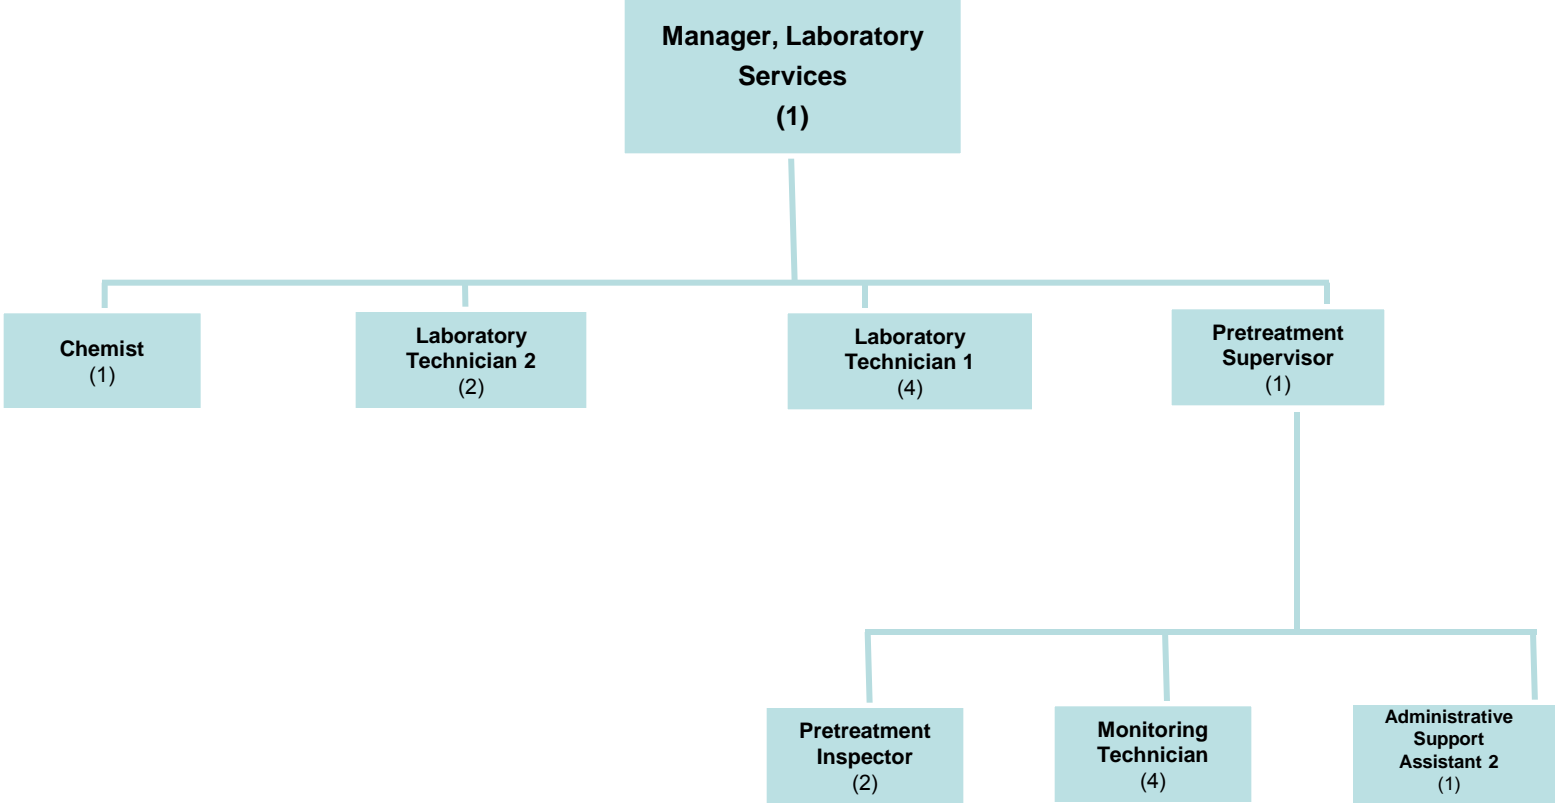 Manager, Laboratory
Services
(1)
Chemist
(1)
Laboratory
Technician 2
(2)
Laboratory
Technician 1
(4)
Pretreatment
Supervisor
(1)
Pretreatment
Inspector
(2)
Monitoring
Technician
(4)
Administrative
Support
Assistant 2
(1)